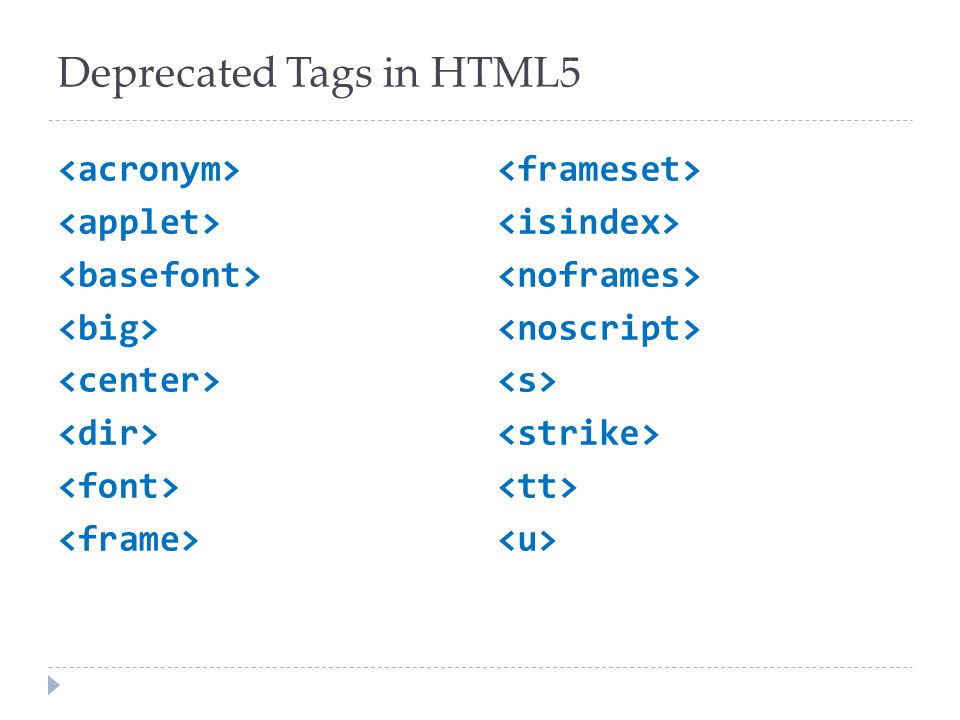 Deprecated Tags in HTML5
<acronym>
<applet>
<basefont>
<big>
<center>
<dir>
<font>
<frame>
<frameset>
<isindex>
<noframes>
<noscript>
<s>
<strike>
<tt>
<u>